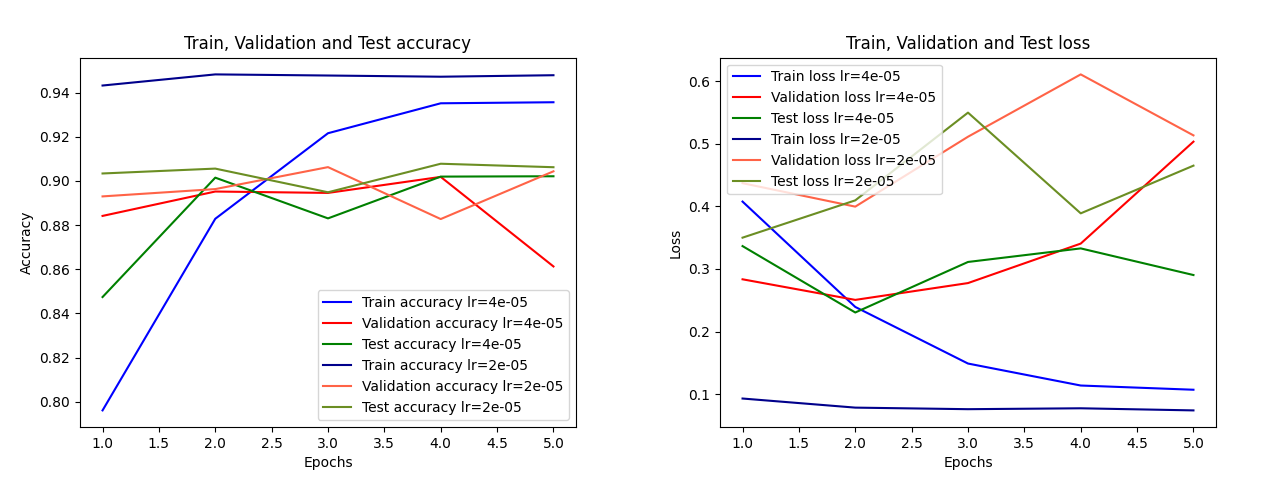 Train, Validation and Test accuracy
Accuracy
0.94
0.92
0.90
0.88
0.86
0.84
0.82
0.80
Train accuracy lr=4e-05
Validation accuracy lr=4e-05
Test accuracy lr=4e-05
Train accuracy lr=2e-05
Validation accuracy lr=2e-05
Test accuracy lr=2e-05
1.0 1.5 2.0 2.5 3.0 3.5 4.0 4.5 5.0
Epochs
Train, Validation and Test loss
Loss
0.6
0.5
0.4
0.3
0.2
0.1
Train loss lr=4e-05
Validation loss lr=4e-05
Test loss lr=4e-05
Train loss lr=2e-05
Validation loss lr=2e-05
Test loss lr=2e-05
1.0 1.5 2.0 2.5 3.0 3.5 4.0 4.5 5.0
Epochs